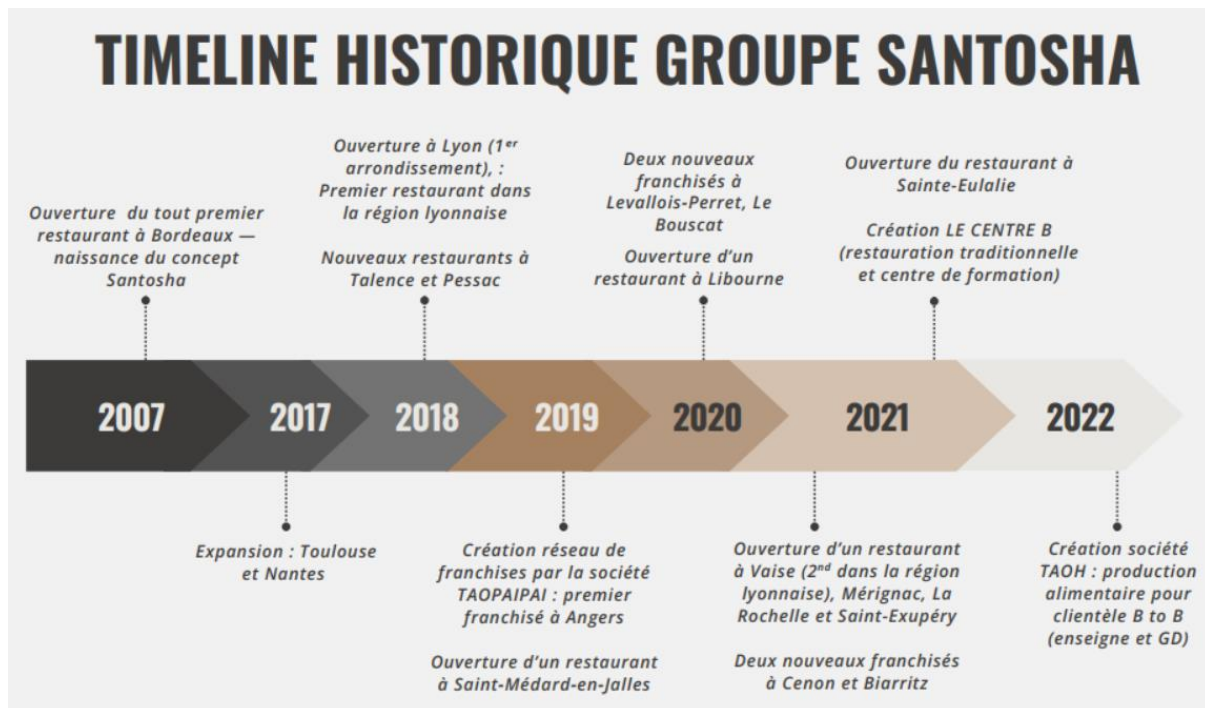 TIMELINE HISTORIQUE GROUPE SANTOSHA
Ouverture du tout premier
restaurant à Bordeaux —
naissance du concept
Santosha
Ouverture à Lyon (1er
arrondissement), :
Premier restaurant dans
la région lyonnaise
Nouveaux restaurants à
Talence et Pessac
Deux nouveaux
franchisés à
Levallois-Perret, Le
Bouscat
Ouverture d'un
restaurant à Libourne
Ouverture du restaurant à
Sainte-Eulalie
Création LE CENTRE B
(restauration traditionnelle
et centre de formation)
2007
2017
2018
2019
2020
2021
2022
Expansion : Toulouse
et Nantes
Création réseau de
franchises par la société
TAOPAIPAI : premier
franchisé à Angers
Ouverture d'un restaurant
à Saint-Médard-en-Jalles
Ouverture d'un restaurant
à Vaise (2nd dans la région
lyonnaise), Mérignac, La
Rochelle et Saint-Exupéry
Deux nouveaux franchisés
à Cenon et Biarritz
Création société
TAOH : production
alimentaire pour
clientèle B to B
(enseigne et GD)